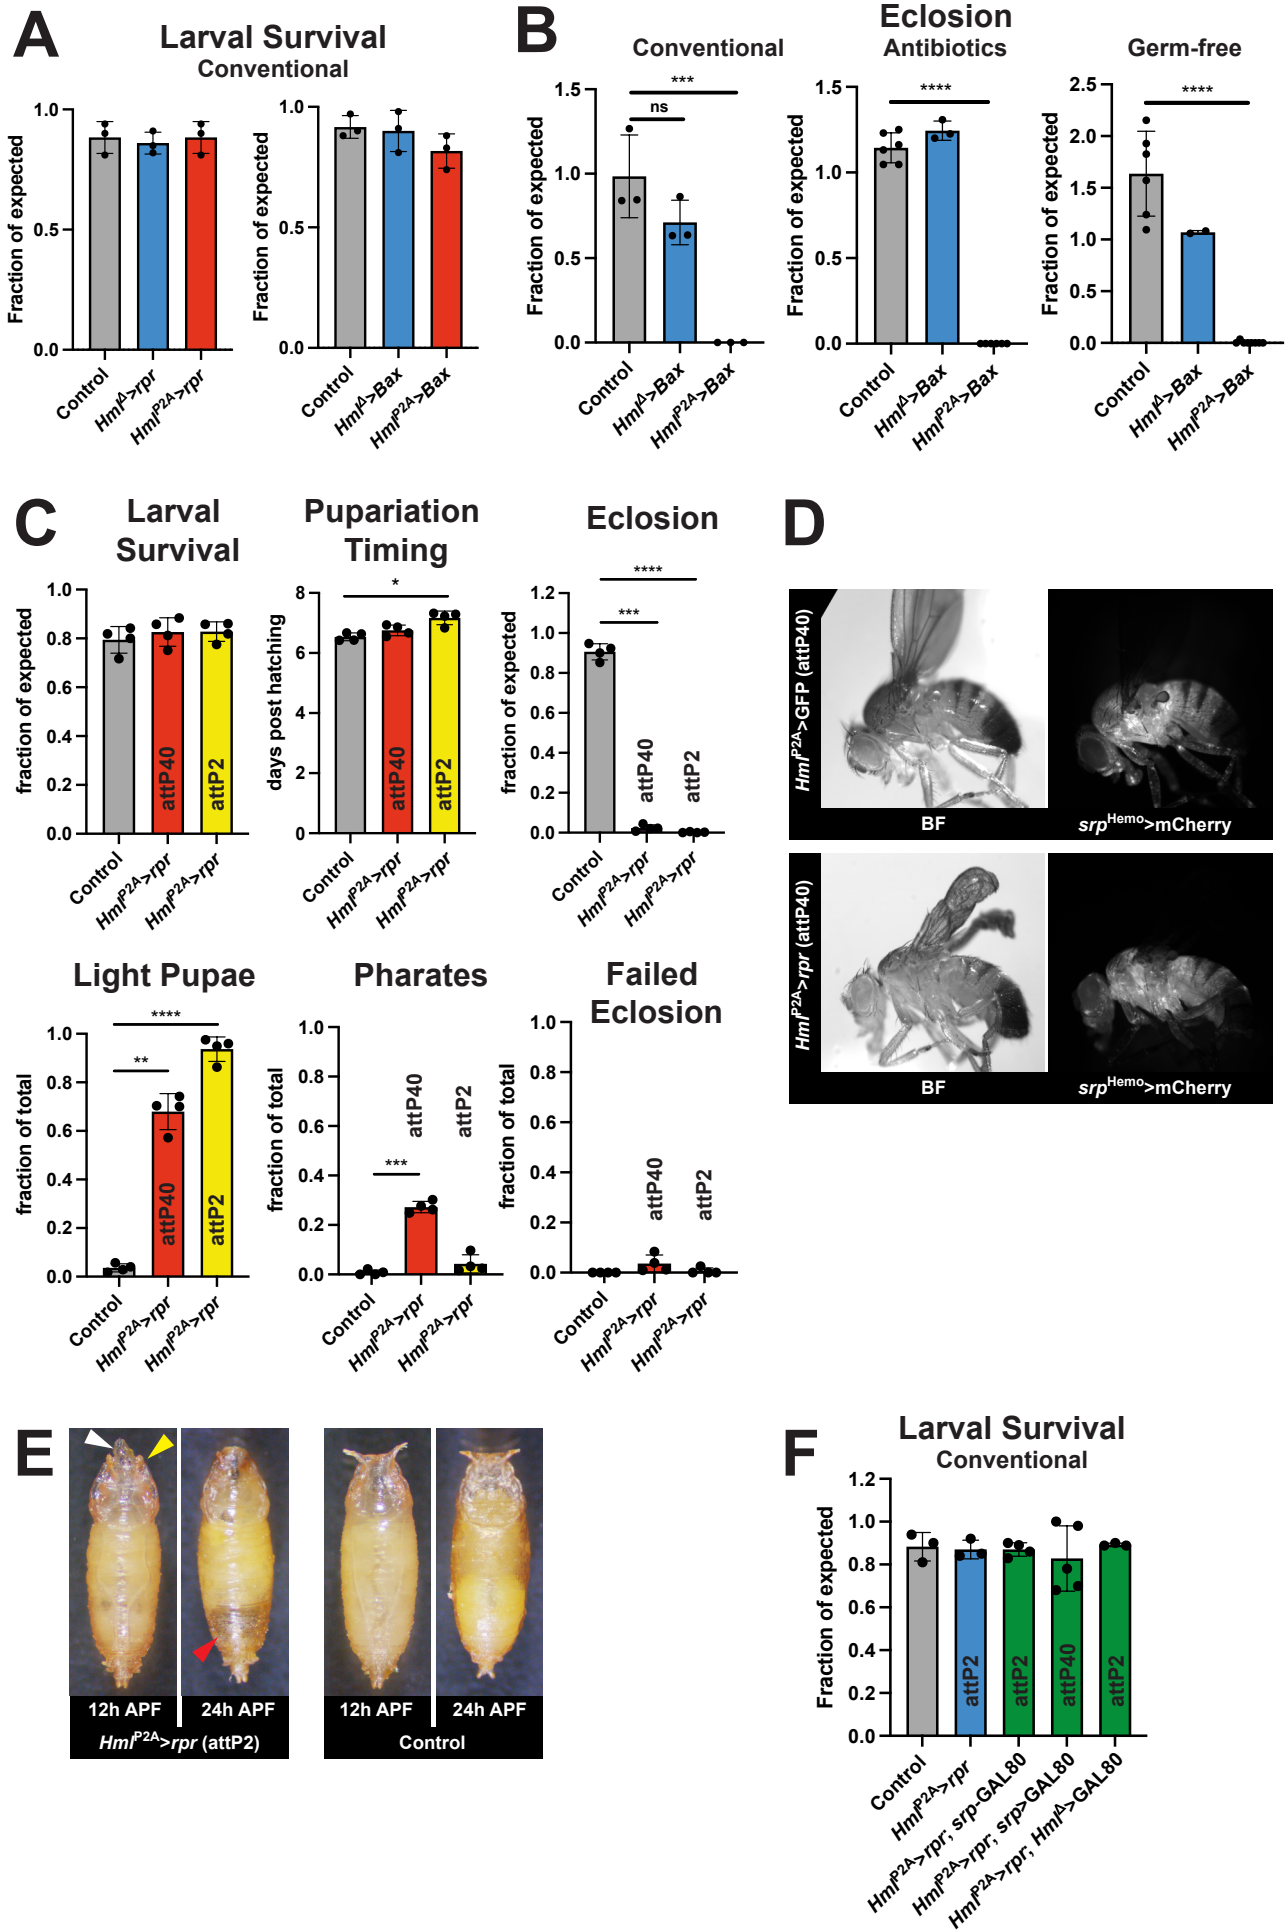 A
Larval Survival
Conventional
Fraction of expected
1.0
0.5
0.0
Control
Hml^Δ>rpr
Hml^P2A>rpr
Fraction of expected
1.0
0.5
0.0
Control
Hml^Δ>Bax
Hml^P2A>Bax
B
Eclosion
Conventional
Fraction of expected
1.5
1.0
0.5
0.0
***
ns
Control
Hml^Δ>Bax
Hml^P2A>Bax
Antibiotics
Fraction of expected
1.5
1.0
0.5
0.0
****
Control
Hml^Δ>Bax
Hml^P2A>Bax
Germ-free
Fraction of expected
2.5
2.0
1.5
1.0
0.5
0.0
****
Control
Hml^Δ>Bax
Hml^P2A>Bax
C
Larval
Survival
fraction of expected
1.0
0.8
0.6
0.4
0.2
0.0
attP40
attP2
Control
Hml^P2A>rpr
Hml^P2A>rpr
Pupariation
Timing
days post hatching
8
6
4
2
0
*
attP40
attP2
Control
Hml^P2A>rpr
Hml^P2A>rpr
Eclosion
fraction of expected
1.2
1.0
0.8
0.6
0.4
0.2
0.0
****
***
attP40
attP2
Control
Hml^P2A>rpr
Hml^P2A>rpr
Light Pupae
fraction of total
1.0
0.8
0.6
0.4
0.2
0.0
****
**
attP40
attP2
Control
Hml^P2A>rpr
Hml^P2A>rpr
Pharates
fraction of total
1.0
0.8
0.6
0.4
0.2
0.0
***
attP40
attP2
Control
Hml^P2A>rpr
Hml^P2A>rpr
Failed
Eclosion
fraction of total
1.0
0.8
0.6
0.4
0.2
0.0
attP40
attP2
Control
Hml^P2A>rpr
Hml^P2A>rpr
D
Hml^P2A>GFP (attP40)
BF
srp^Hemo>mCherry
Hml^P2A>rpr (attP40)
BF
srp^Hemo>mCherry
E
12h APF
24h APF
Hml^P2A>rpr (attP2)
12h APF
24h APF
Control
F
Larval Survival
Conventional
Fraction of expected
1.2
1.0
0.8
0.6
0.4
0.2
0.0
attP2
attP2
attP40
attP2
Control
Hml^P2A>rpr
Hml^P2A>rpr; srp-GAL80
Hml^P2A>rpr; srp>GAL80
Hml^P2A>rpr; Hml^Δ>GAL80